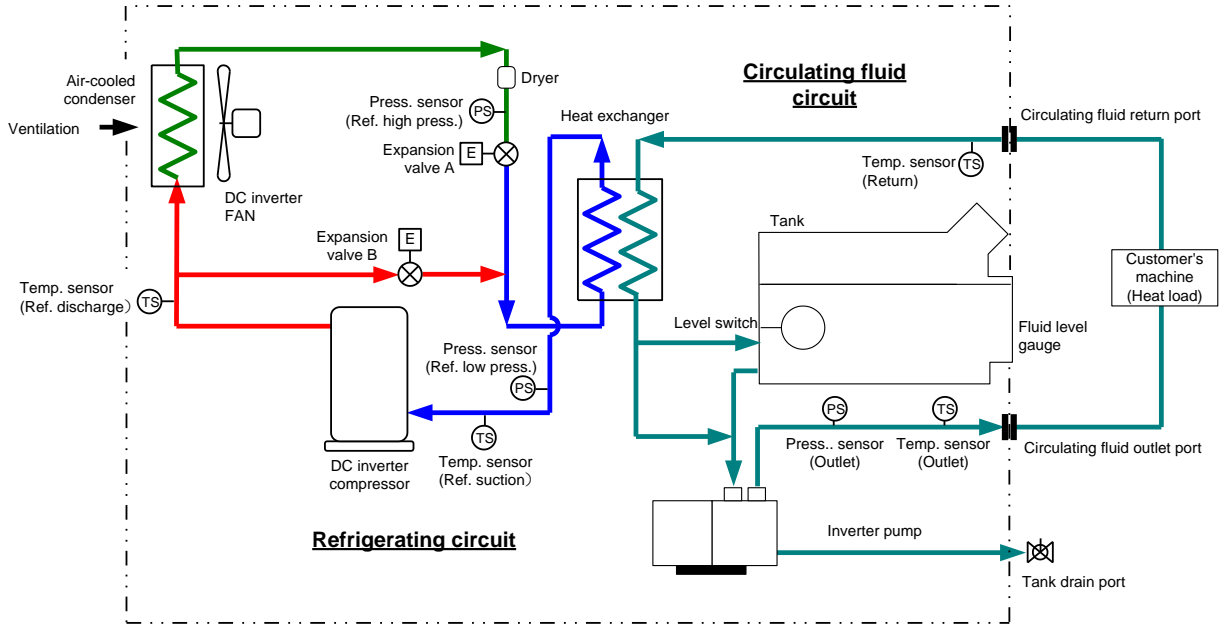 Air-cooled
condenser
Ventilation
DC inverter
FAN
Dryer
Press. sensor
(Ref. high press.)
PS
Expansion
valve A
E
Expansion
valve B
E
Temp. sensor
(Ref. discharge)
TS
DC inverter
compressor
Press. sensor
(Ref. low press.)
PS
TS
Temp. sensor
(Ref. suction)
Refrigerating circuit
Circulating fluid
circuit
Heat exchanger
Temp. sensor
(Return)
TS
Circulating fluid return port
Tank
Level switch
Fluid level
gauge
Customer's
machine
(Heat load)
PS
Press.. sensor
(Outlet)
TS
Temp. sensor
(Outlet)
Circulating fluid outlet port
Inverter pump
Tank drain port